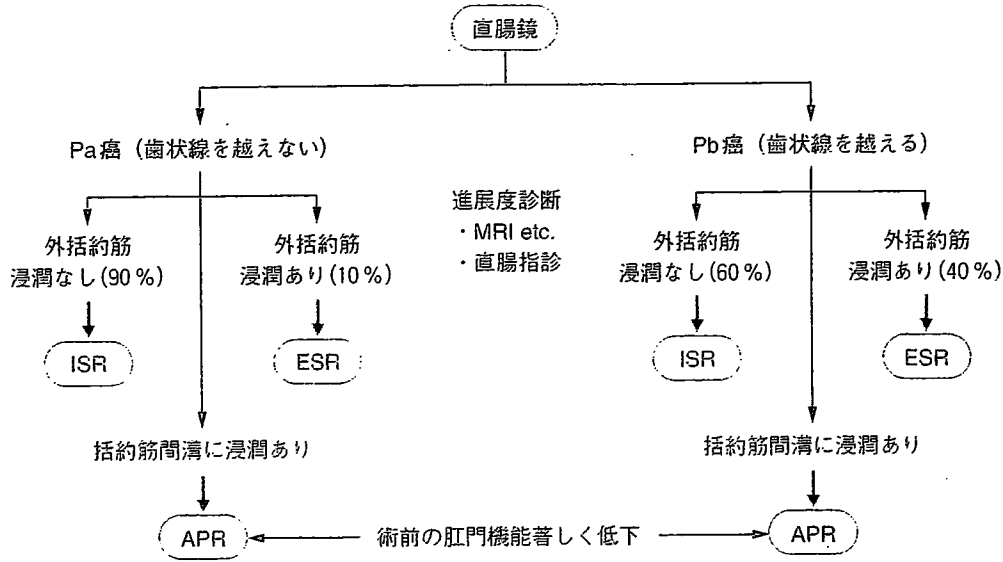 直腸鏡
Pa癌（歯状線を越えない）
Pb癌（歯状線を越える）
進展度診断
・MRI etc.
・直腸指診
外括約筋
浸潤なし(90％)
外括約筋
浸潤あり(10％)
外括約筋
浸潤なし(60％)
外括約筋
浸潤あり(40％)
ISR
ESR
ISR
ESR
括約筋間溝に浸潤あり
括約筋間溝に浸潤あり
APR
術前の肛門機能著しく低下
APR